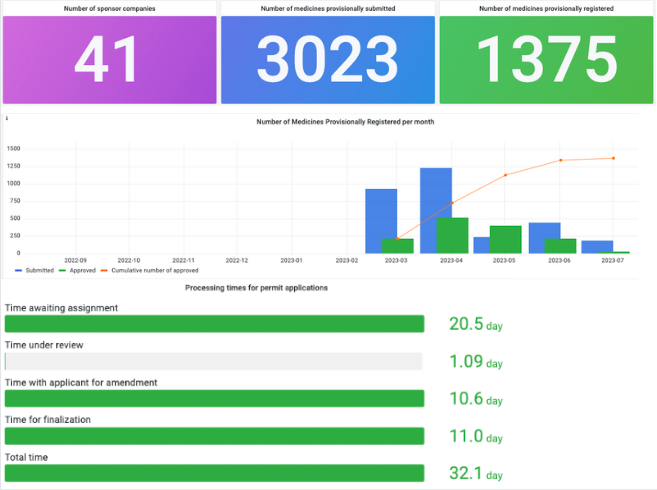 Number of sponsor companies
Number of medicines provisionally submitted
Number of medicines provisionally registered
41
3023
1375
i
Number of Medicines Provisionally Registered per month
1500
1250
1000
750
500
250
0
2022-09 2022-10 2022-11 2022-12 2023-01 2023-02 2023-03 2023-04 2023-05 2023-06 2023-07
Submitted Approved Cumulative number of approved
Processing times for permit applications
Time awaiting assignment
20.5 day
Time under review
1.09 day
Time with applicant for amendment
10.6 day
Time for finalization
11.0 day
Total time
32.1 day